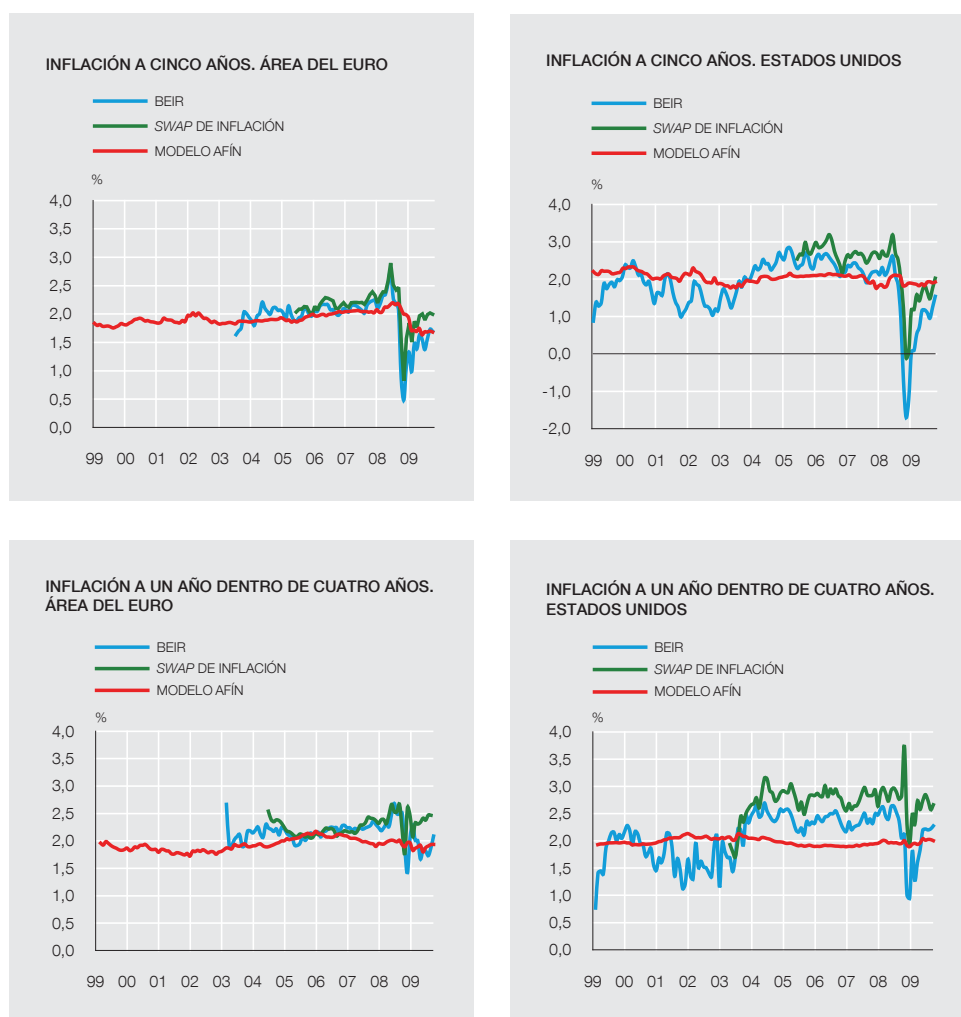 INFLACIÓN A CINCO AÑOS. ÁREA DEL EURO
BEIR
SWAP DE INFLACIÓN
MODELO AFÍN
%
4,0
3,5
3,0
2,5
2,0
1,5
1,0
0,5
0,0
99 00 01 02 03 04 05 06 07 08 09
INFLACIÓN A CINCO AÑOS. ESTADOS UNIDOS
BEIR
SWAP DE INFLACIÓN
MODELO AFÍN
%
4,0
3,0
2,0
1,0
0,0
-1,0
-2,0
99 00 01 02 03 04 05 06 07 08 09
INFLACIÓN A UN AÑO DENTRO DE CUATRO AÑOS.
ÁREA DEL EURO
BEIR
SWAP DE INFLACIÓN
MODELO AFÍN
%
4,0
3,5
3,0
2,5
2,0
1,5
1,0
0,5
0,0
99 00 01 02 03 04 05 06 07 08 09
INFLACIÓN A UN AÑO DENTRO DE CUATRO AÑOS.
ESTADOS UNIDOS
BEIR
SWAP DE INFLACIÓN
MODELO AFÍN
%
4,0
3,5
3,0
2,5
2,0
1,5
1,0
0,5
0,0
99 00 01 02 03 04 05 06 07 08 09